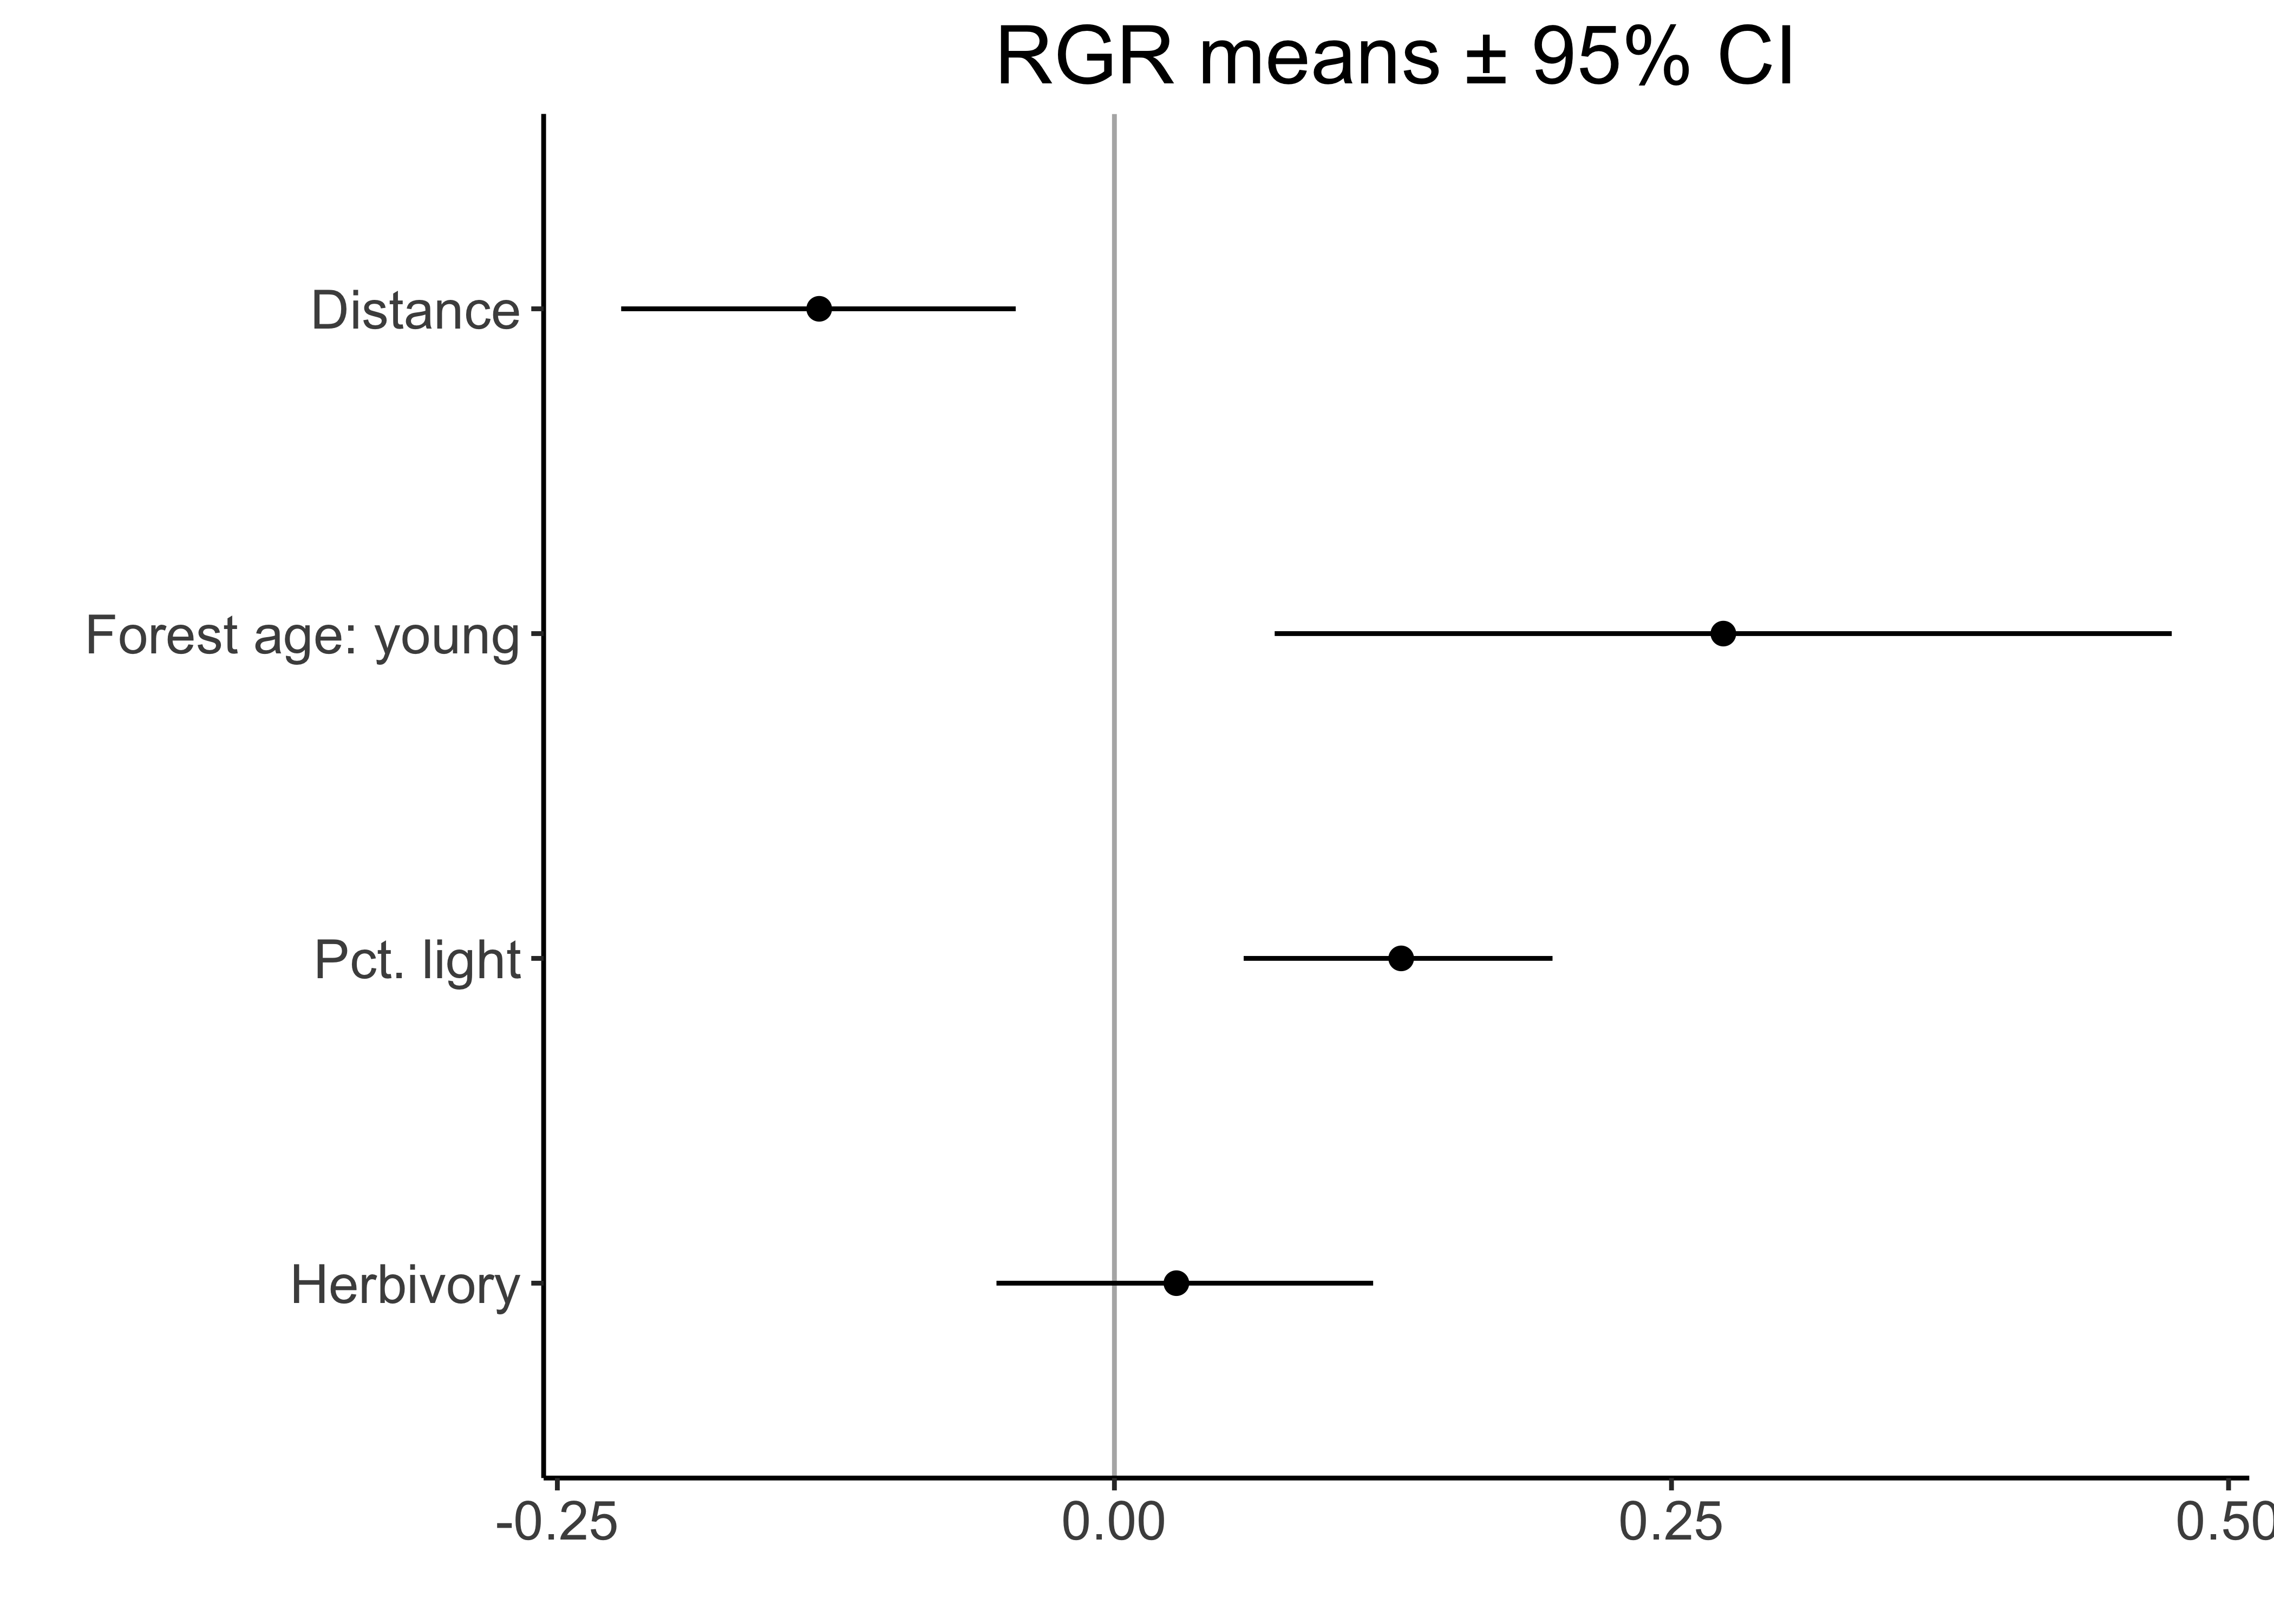 RGR means ± 95% CI
Distance
Forest age: young
Pct. light
Herbivory
-0.25 0.00 0.25 0.50